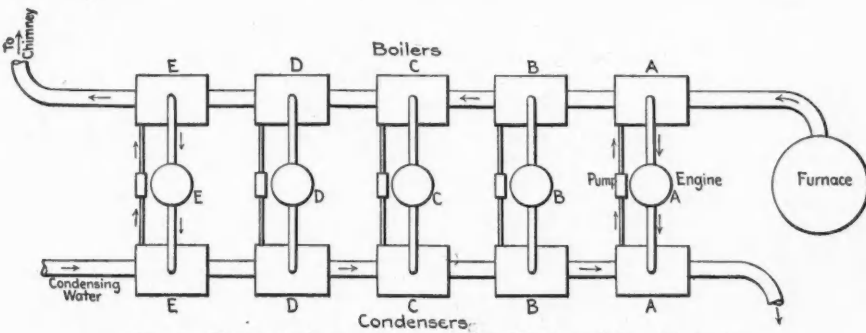 To
Chimney
Boilers
E D C B A
Pump
Engine
Furnace
E D C B A
Condensing
Water
E D C B A
Condensers